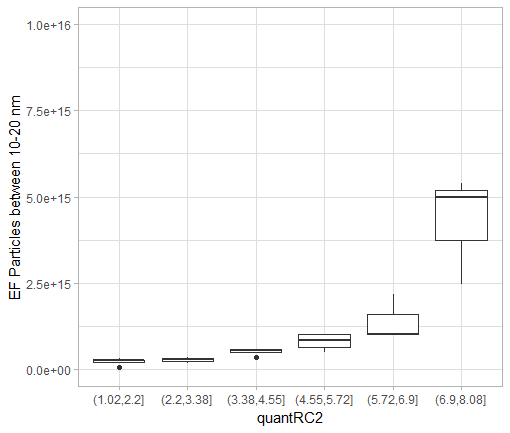 EF Particles between 10-20 nm
1.0e+16
7.5e+15
5.0e+15
2.5e+15
0.0e+00
(1.02,2.2] (2.2,3.38] (3.38,4.55] (4.55,5.72] (5.72,6.9] (6.9,8.08]
quantRC2